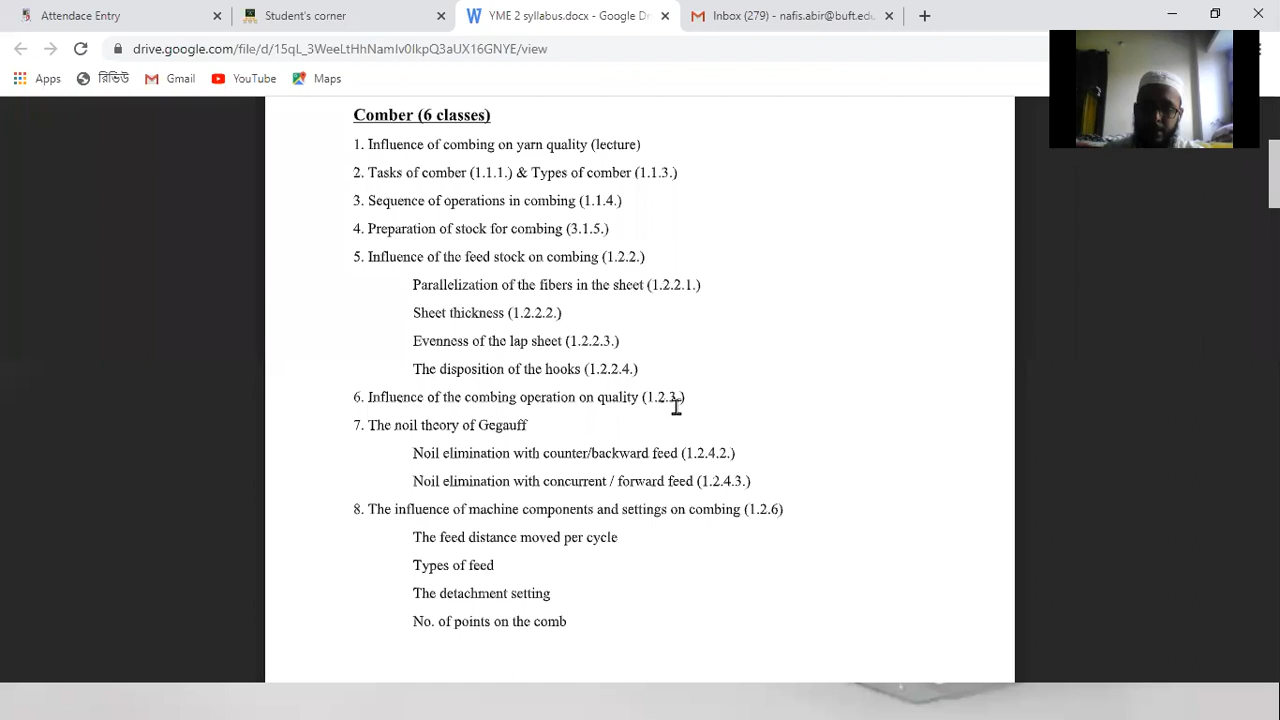 Attendace Entry
Student's corner
YME 2 syllabus.docx - Google Dr
Inbox (279) - nafis.abir@buft.edu.
drive.google.com/file/d/15qL_3WeeLtHhNamIv0IkpQ3aUX16GNYE/view
Apps
রিভিউ
Gmail
YouTube
Maps
Comber (6 classes)
1. Influence of combing on yarn quality (lecture)
2. Tasks of comber (1.1.1.) & Types of comber (1.1.3.)
3. Sequence of operations in combing (1.1.4.)
4. Preparation of stock for combing (3.1.5.)
5. Influence of the feed stock on combing (1.2.2.)
Parallelization of the fibers in the sheet (1.2.2.1.)
Sheet thickness (1.2.2.2.)
Evenness of the lap sheet (1.2.2.3.)
The disposition of the hooks (1.2.2.4.)
6. Influence of the combing operation on quality (1.2.3.)
7. The noil theory of Gegauff
Noil elimination with counter/backward feed (1.2.4.2.)
Noil elimination with concurrent / forward feed (1.2.4.3.)
8. The influence of machine components and settings on combing (1.2.6)
The feed distance moved per cycle
Types of feed
The detachment setting
No. of points on the comb